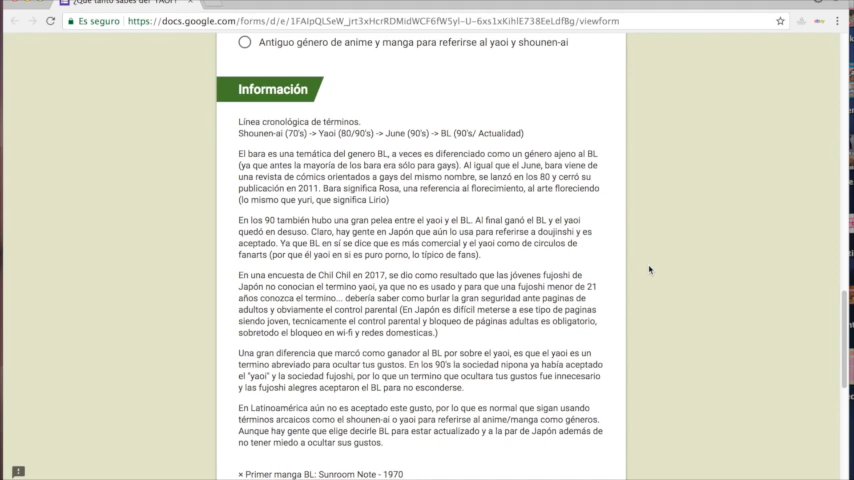 ¿Qué tanto sabes del "YAOI"?
Es seguro | https://docs.google.com/forms/d/e/1FAIpQLSeW_jrt3xHcrRDMidWCF6fWSyl-U-6xs1xKihlE738EeLdfBg/viewform
Antiguo género de anime y manga para referirse al yaoi y shounen-ai
Información
Línea cronológica de términos.
Shounen-ai (70's) -> Yaoi (80/90's) -> June (90's) -> BL (90's/ Actualidad)
El bara es una temática del genero BL, a veces es diferenciado como un género ajeno al BL
(ya que antes la mayoría de los bara era sólo para gays). Al igual que el June, bara viene de
una revista de cómics orientados a gays del mismo nombre, se lanzó en los 80 y cerró su
publicación en 2011. Bara significa Rosa, una referencia al florecimiento, al arte floreciendo
(lo mismo que yuri, que significa Lirio)
En los 90 también hubo una gran pelea entre el yaoi y el BL. Al final ganó el BL y el yaoi
quedó en desuso. Claro, hay gente en Japón que aún lo usa para referirse a doujinshi y es
aceptado. Ya que BL en sí se dice que es más comercial y el yaoi como de circulos de
fanarts (por que él yaoi en si es puro porno, lo típico de fans).
En una encuesta de Chil Chil en 2017, se dio como resultado que las jóvenes fujoshi de
Japón no conocian el termino yaoi, ya que no es usado y para que una fujoshi menor de 21
años conozca el termino... debería saber como burlar la gran seguridad ante paginas de
adultos y obviamente el control parental (En Japón es difícil meterse a ese tipo de paginas
siendo joven, tecnicamente el control parental y bloqueo de páginas adultas es obligatorio,
sobretodo el bloqueo en wi-fi y redes domesticas.)
Una gran diferencia que marcó como ganador al BL por sobre el yaoi, es que el yaoi es un
termino abreviado para ocultar tus gustos. En los 90's la sociedad nipona ya había aceptado
el "yaoi" y la sociedad fujoshi, por lo que un termino que ocultara tus gustos fue innecesario
y las fujoshi alegres aceptaron el BL para no esconderse.
En Latinoamérica aún no es aceptado este gusto, por lo que es normal que sigan usando
términos arcaicos como el shounen-ai o yaoi para referirse al anime/manga como géneros.
Aunque hay gente que elige decirle BL para estar actualizado y a la par de Japón además de
no tener miedo a ocultar sus gustos.
× Primer manga BL: Sunroom Note - 1970